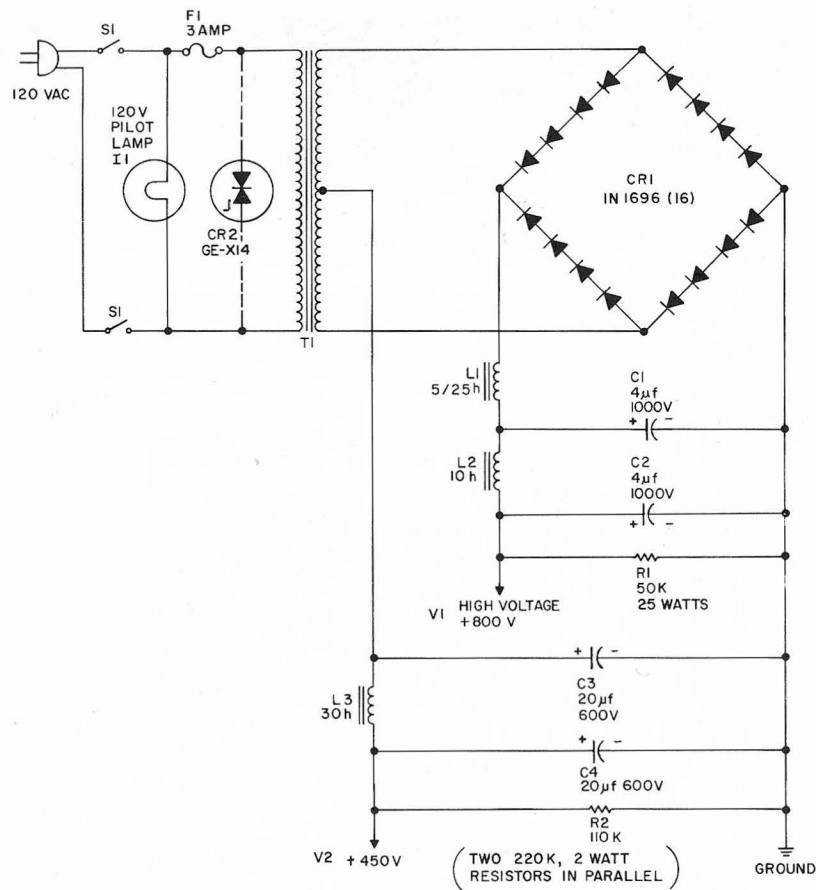 F1
3 AMP
S1
120 VAC
120V
PILOT
LAMP
I1
CR2
GE-X14
S1
T1
CR1
IN 1696 (16)
L1
5/25h
C1
4μf
1000V
+ -
L2
10h
C2
4μf
1000V
+ -
R1
50K
25 WATTS
V1 HIGH VOLTAGE
+800 V
+ -
C3
20μf
600V
L3
30h
+ -
C4
20μf 600V
R2
110 K
V2 +450V
(TWO 220K, 2 WATT
RESISTORS IN PARALLEL)
GROUND